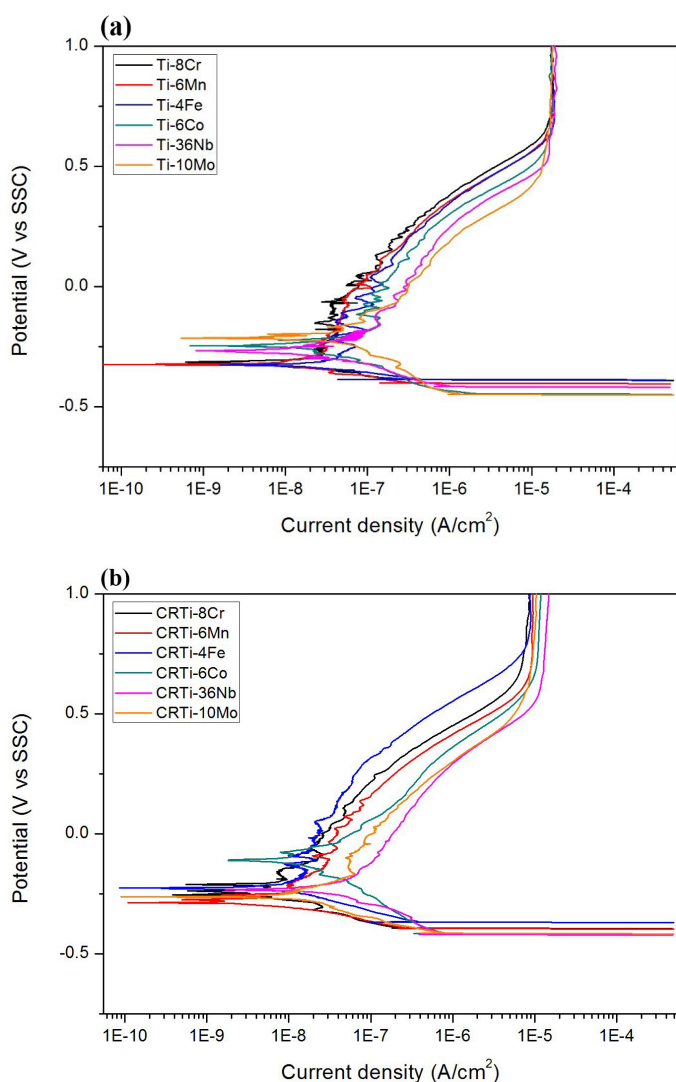 (a)
1.0
0.5
0.0
-0.5
Potential (V vs SSC)
Ti-8Cr
Ti-6Mn
Ti-4Fe
Ti-6Co
Ti-36Nb
Ti-10Mo
1E-10 1E-9 1E-8 1E-7 1E-6 1E-5 1E-4
Current density (A/cm²)
(b)
1.0
0.5
0.0
-0.5
Potential (V vs SSC)
CRTi-8Cr
CRTi-6Mn
CRTi-4Fe
CRTi-6Co
CRTi-36Nb
CRTi-10Mo
1E-10 1E-9 1E-8 1E-7 1E-6 1E-5 1E-4
Current density (A/cm²)